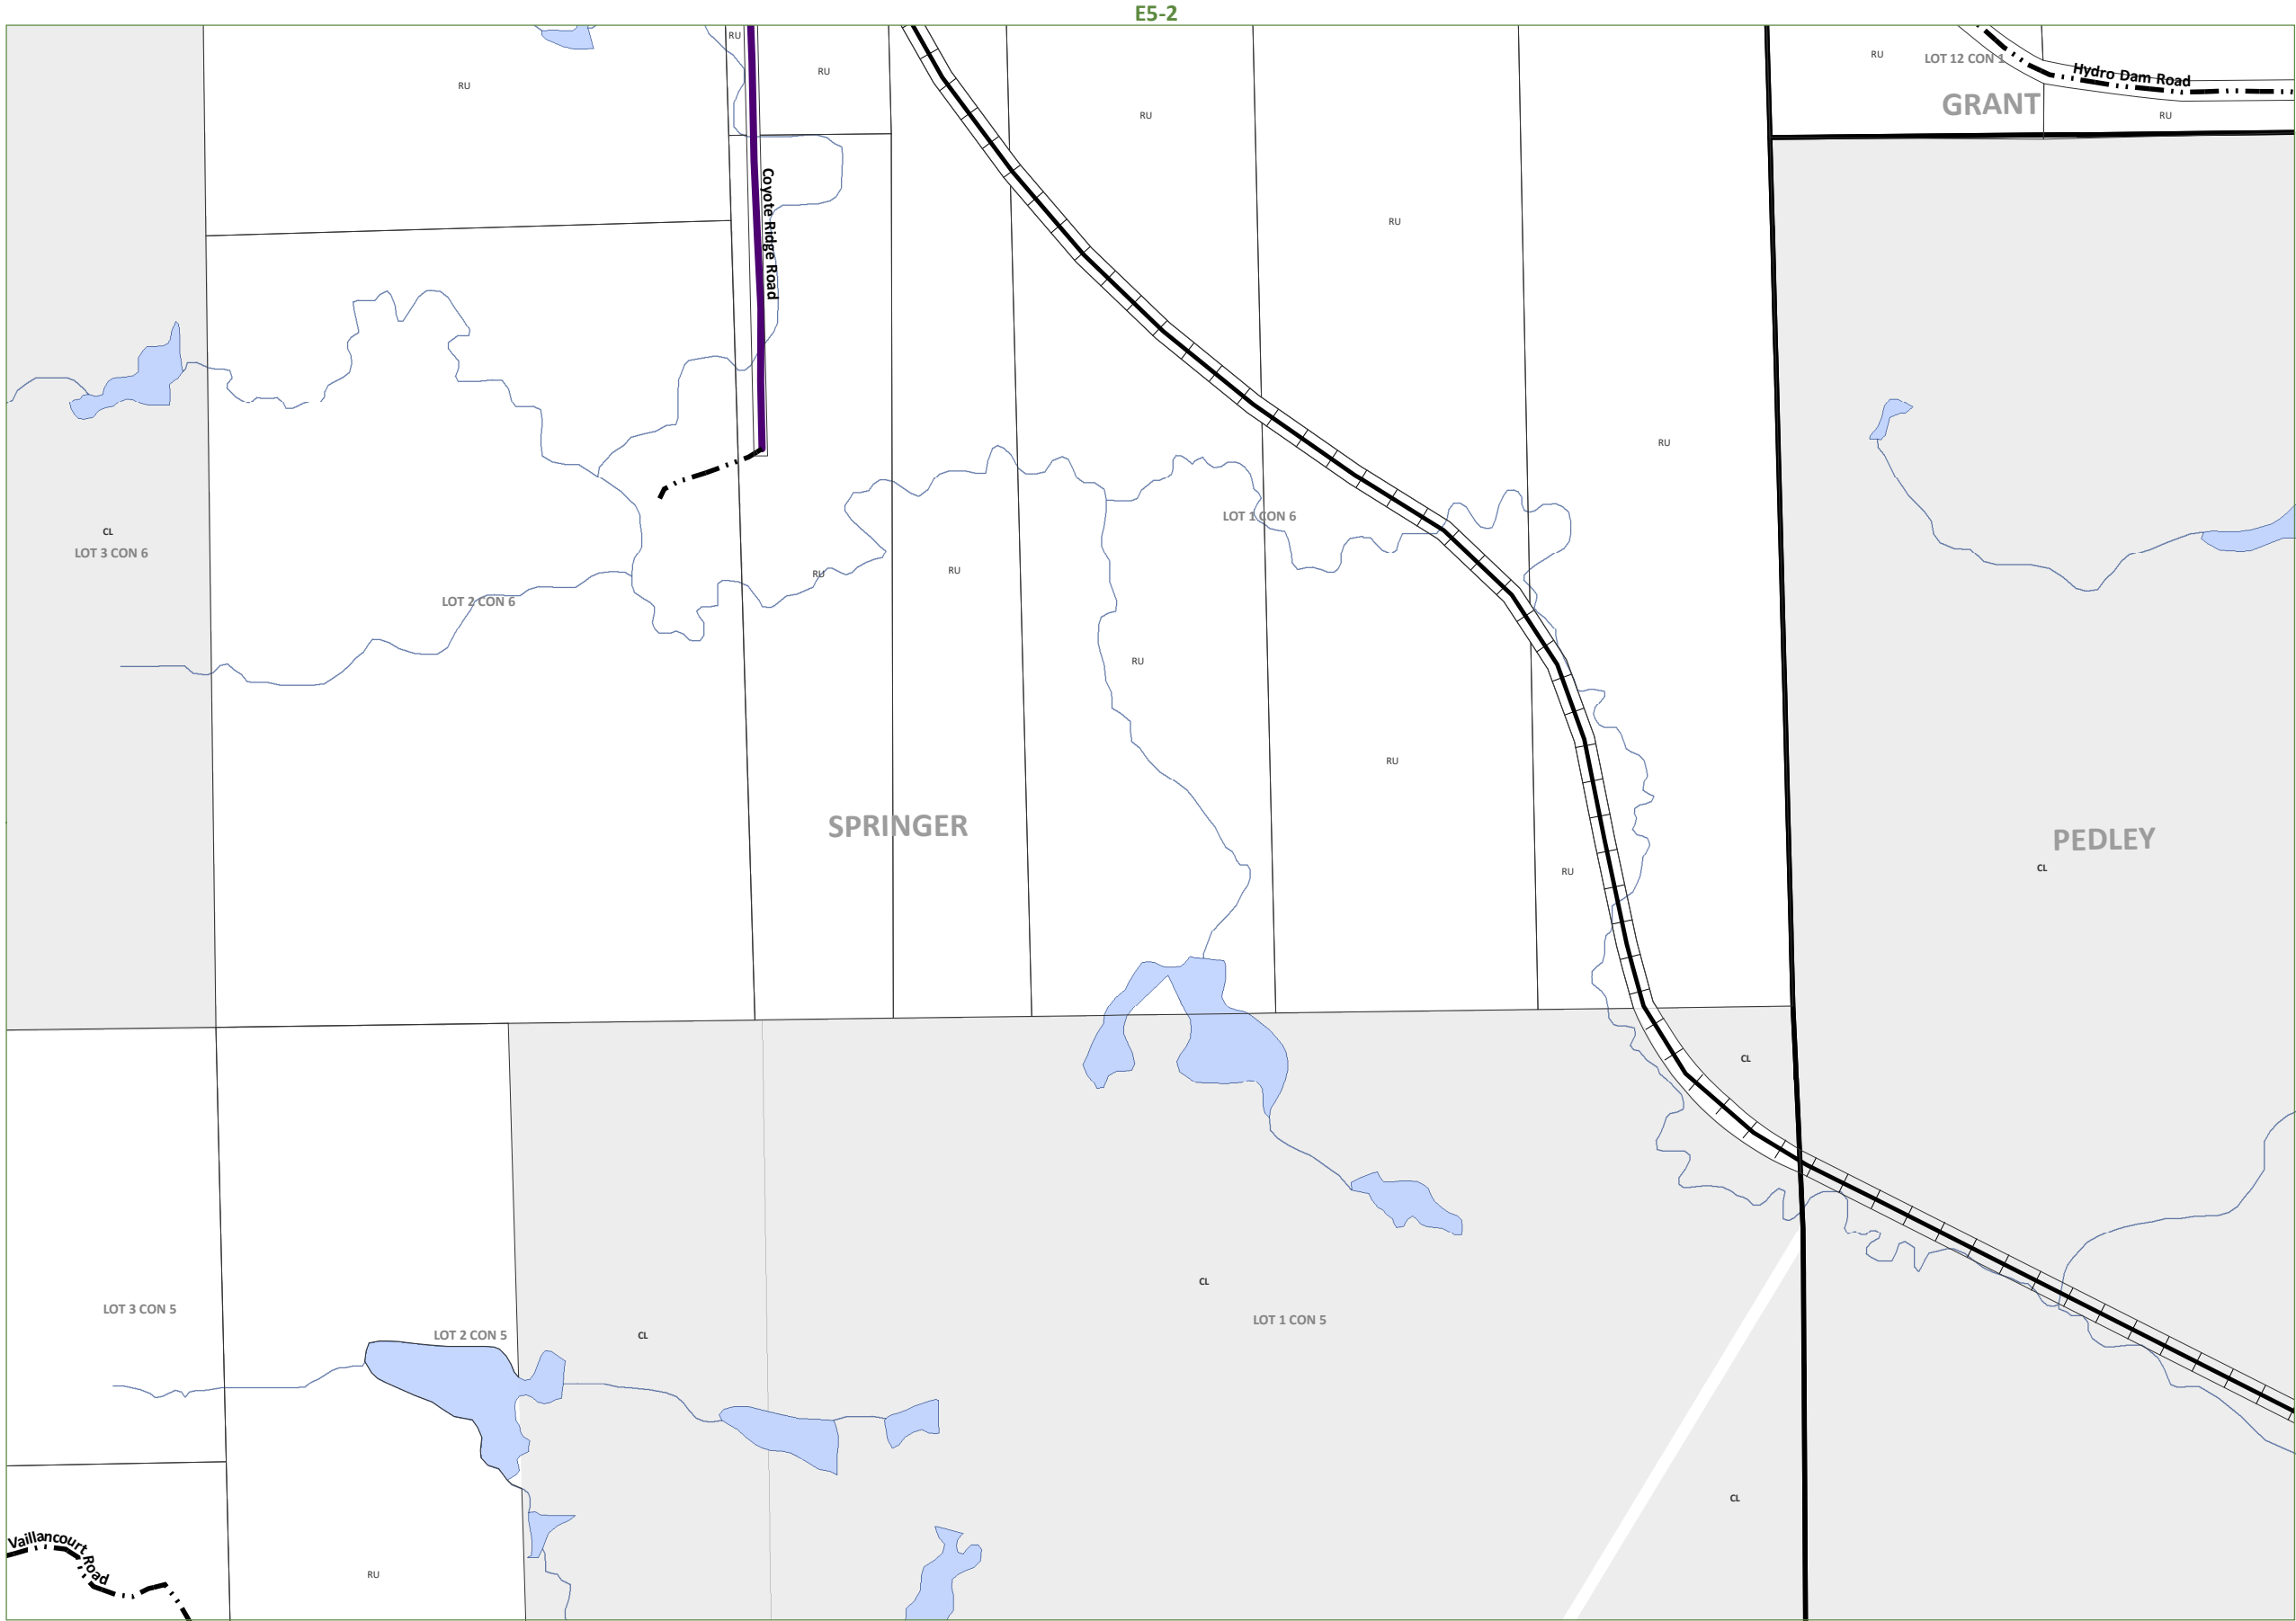 E5-2
RU
RU
LOT 12 CON 1
Hydro Dam Road
RU
RU
GRANT
RU
RU
Coyote Ridge Road
RU
RU
LOT 1 CON 6
CL
LOT 3 CON 6
RU
RU
LOT 2 CON 6
RU
RU
SPRINGER
PEDLEY
CL
RU
CL
CL
LOT 3 CON 5
LOT 1 CON 5
LOT 2 CON 5
CL
CL
Vaillancourt Road
RU